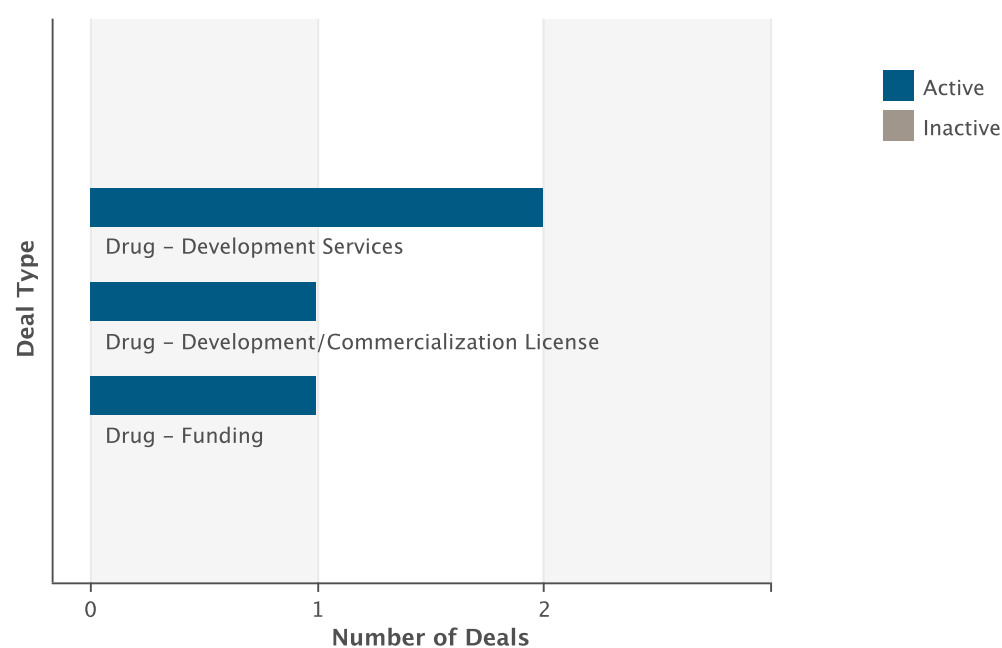 Active
Inactive
Deal Type
Drug – Development Services
Drug – Development/Commercialization License
Drug – Funding
0
1
2
Number of Deals